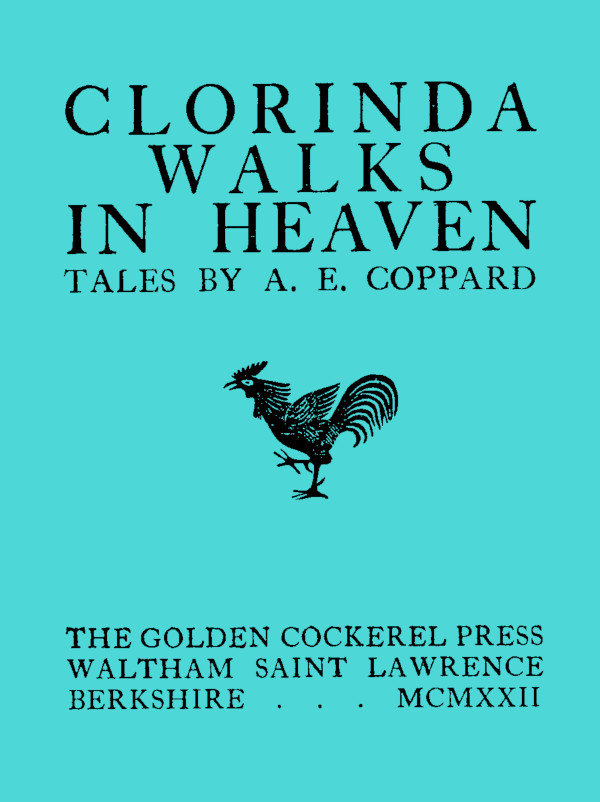 CLORINDA
WALKS
IN HEAVEN
TALES BY A. E. COPPARD
THE GOLDEN COCKEREL PRESS
WALTHAM SAINT LAWRENCE
BERKSHIRE . . . MCMXXII